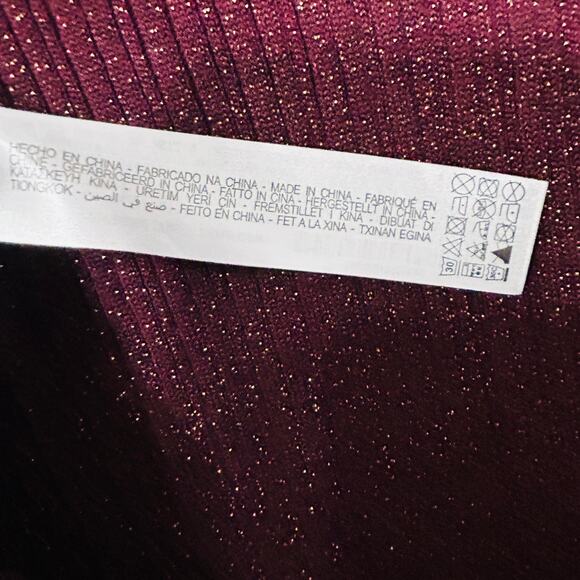 HECHO EN CHINA - FABRICADO NA CHINA - MADE IN CHINA - FABRIQUÉ EN
CHINE - GEFABRICEERD IN CHINA - FATTO IN CINA - HERGESTELLT IN CHINA -
ΚΑΤΑΣΚΕΥΗ ΚΙΝΑ - ÜRETIM YERI ÇIN - FREMSTILLET I KINA - DIBUAT DI
TIONGKOK - صنع في الصين - FEITO EN CHINA - FET A LA XINA - TXINAN EGINA
30